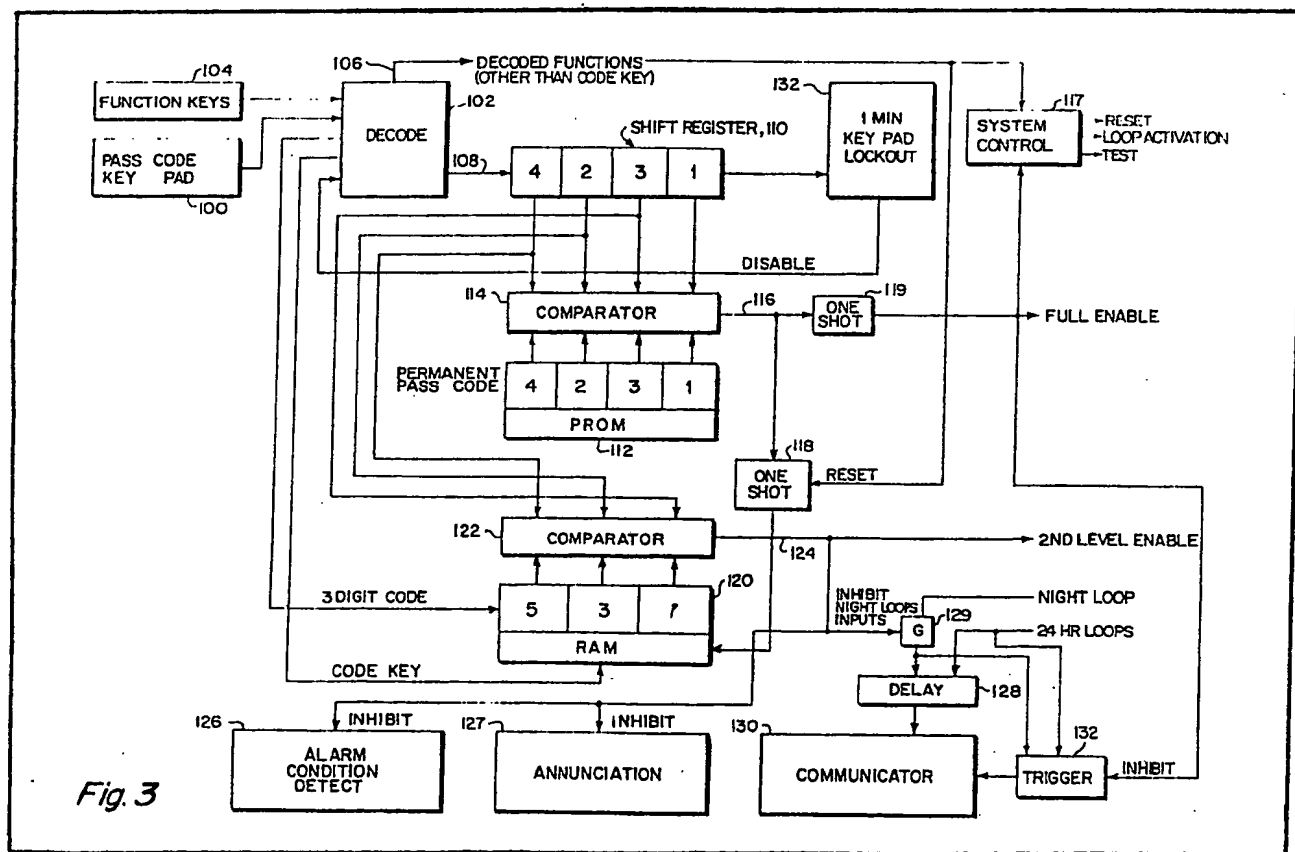 106
DECODED FUNCTIONS
(OTHER THAN CODE KEY)
104
FUNCTION KEYS
102
DECODE
132
1 MIN
KEY PAD
LOCKOUT
117
SYSTEM
CONTROL
RESET
LOOP ACTIVATION
TEST
PASS CODE
KEY PAD
100
SHIFT REGISTER, 110
108
4 2 3 1
DISABLE
114
COMPARATOR
116
119
ONE
SHOT
FULL ENABLE
PERMANENT
PASS CODE
4 2 3 1
PROM
112
118
ONE
SHOT
RESET
122
COMPARATOR
124
2ND LEVEL ENABLE
120
3 DIGIT CODE
5 3
RAM
CODE KEY
INHIBIT
NIGHT LOOPS
INPUTS
G
129
NIGHT LOOP
24 HR LOOPS
DELAY
128
126
INHIBIT
ALARM
CONDITION
DETECT
127
INHIBIT
ANNUNCIATION
130
COMMUNICATOR
132
TRIGGER
INHIBIT
Fig. 3